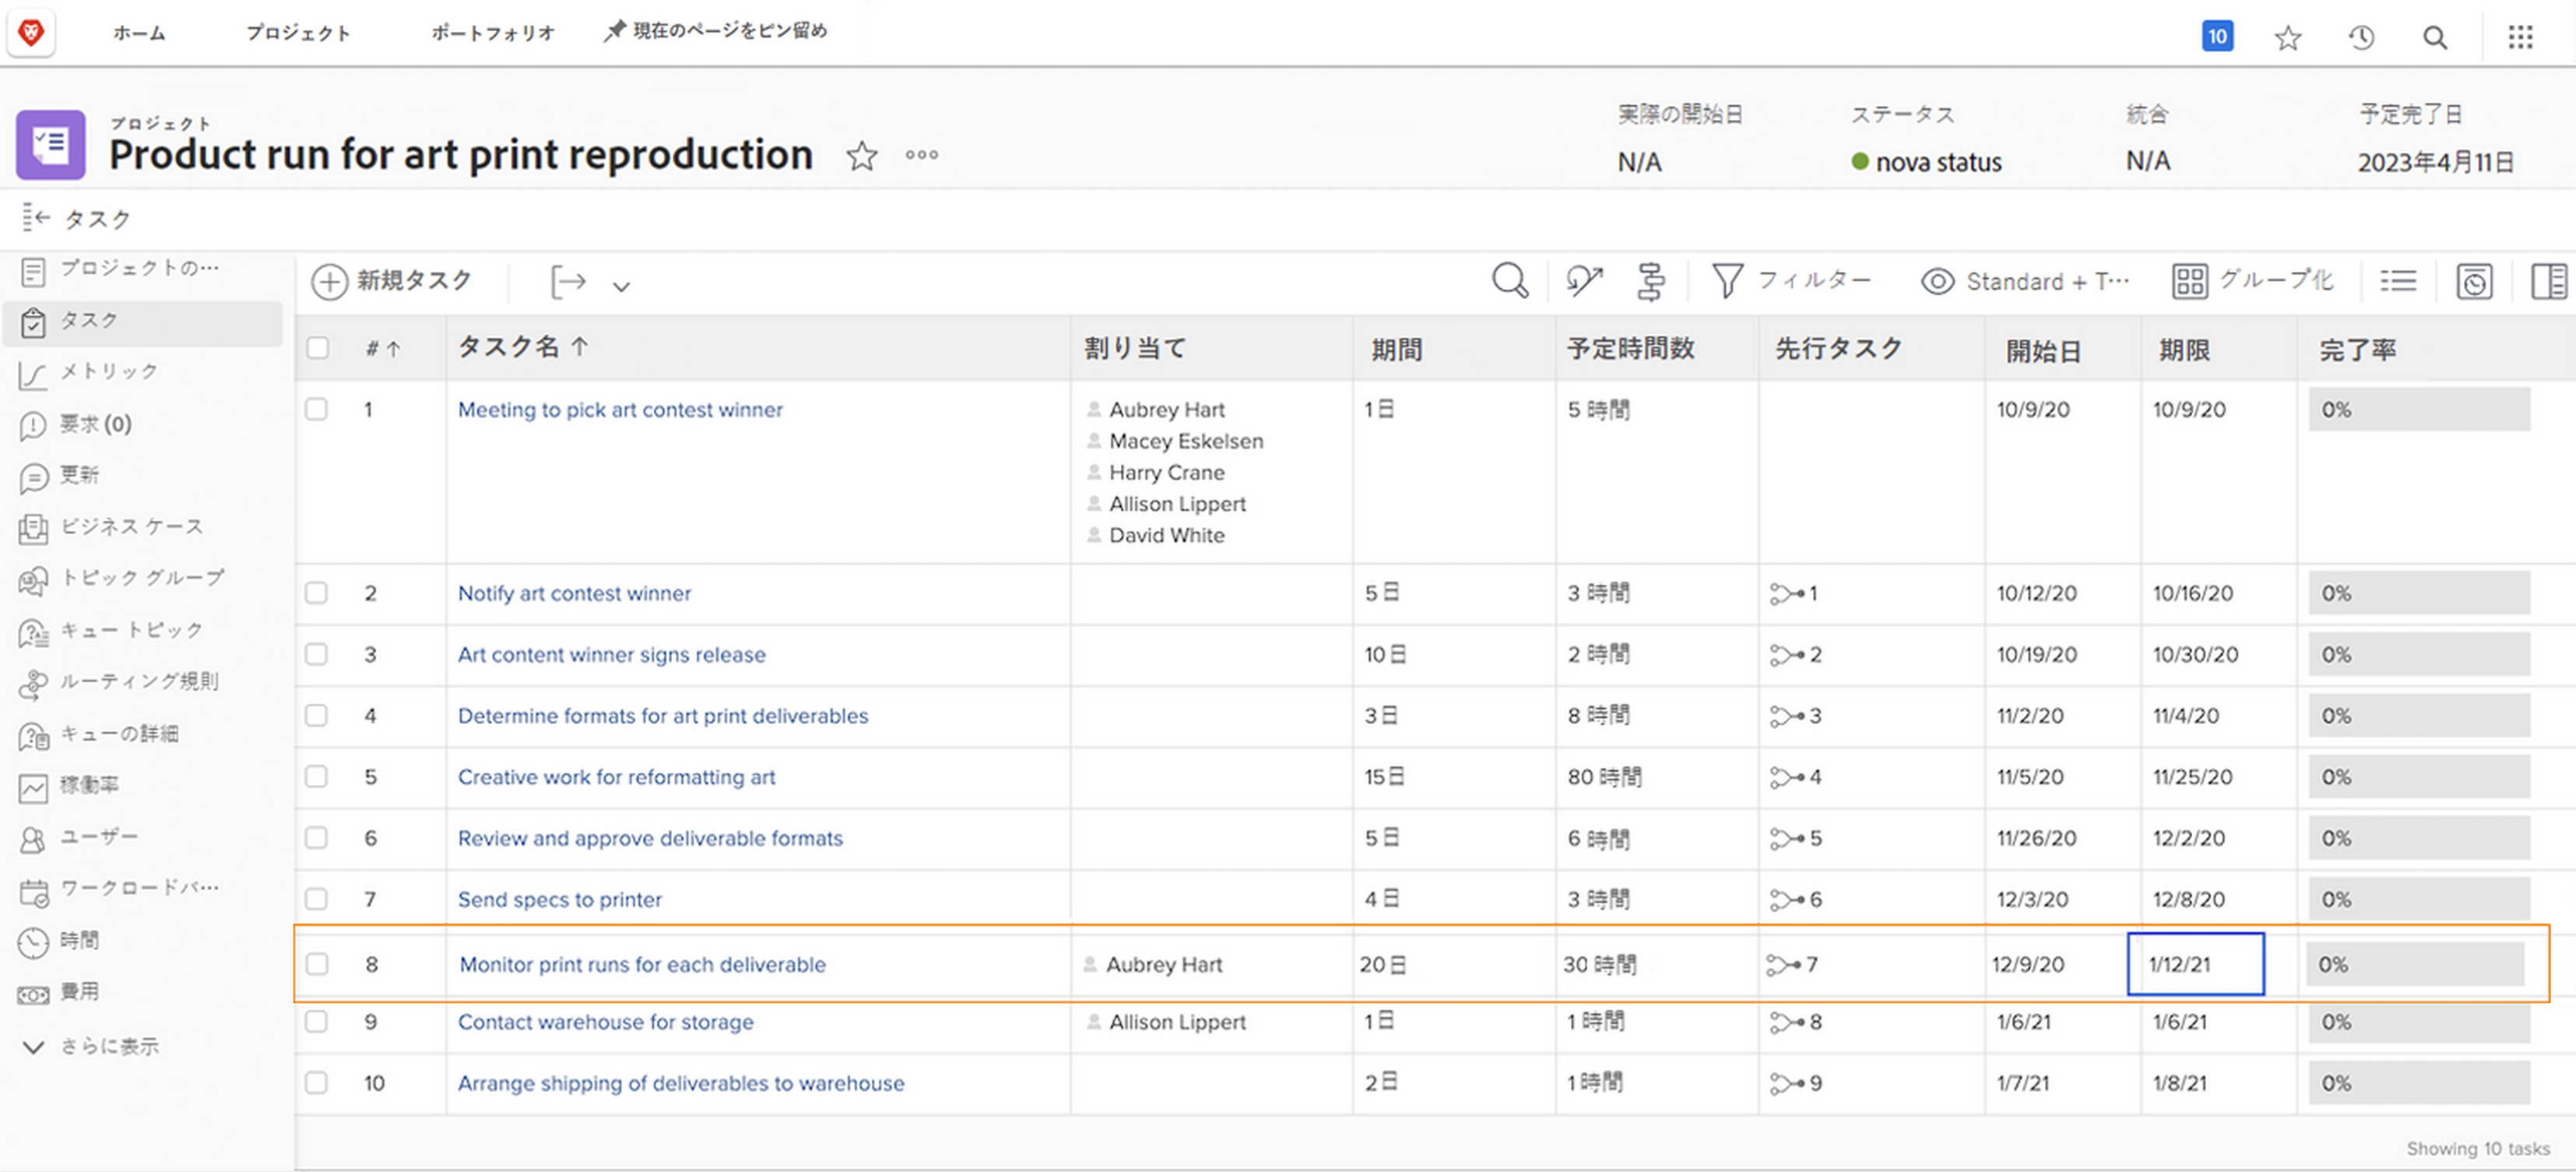 ホーム プロジェクト ポートフォリオ 現在のページをピン留め 10
プロジェクト
Product run for art print reproduction
実際の開始日 ステータス 統合 予定完了日
N/A nova status N/A 2023年4月11日
タスク
プロジェクトの…
タスク
メトリック
要求 (0)
更新
ビジネス ケース
トピック グループ
キュー トピック
ルーティング規則
キューの詳細
稼働率
ユーザー
ワークロードバ…
時間
費用
さらに表示
新規タスク フィルター Standard + T… グループ化
# ↑ タスク名 ↑ 割り当て 期間 予定時間数 先行タスク 開始日 期限 完了率
1 Meeting to pick art contest winner Aubrey Hart 1日 5 時間 10/9/20 10/9/20 0%
Macey Eskelsen
Harry Crane
Allison Lippert
David White
2 Notify art contest winner 5日 3 時間 1 10/12/20 10/16/20 0%
3 Art content winner signs release 10日 2 時間 2 10/19/20 10/30/20 0%
4 Determine formats for art print deliverables 3日 8 時間 3 11/2/20 11/4/20 0%
5 Creative work for reformatting art 15日 80 時間 4 11/5/20 11/25/20 0%
6 Review and approve deliverable formats 5日 6 時間 5 11/26/20 12/2/20 0%
7 Send specs to printer 4日 3 時間 6 12/3/20 12/8/20 0%
8 Monitor print runs for each deliverable Aubrey Hart 20日 30 時間 7 12/9/20 1/12/21 0%
9 Contact warehouse for storage Allison Lippert 1日 1 時間 8 1/6/21 1/6/21 0%
10 Arrange shipping of deliverables to warehouse 2日 1 時間 9 1/7/21 1/8/21 0%
Showing 10 tasks